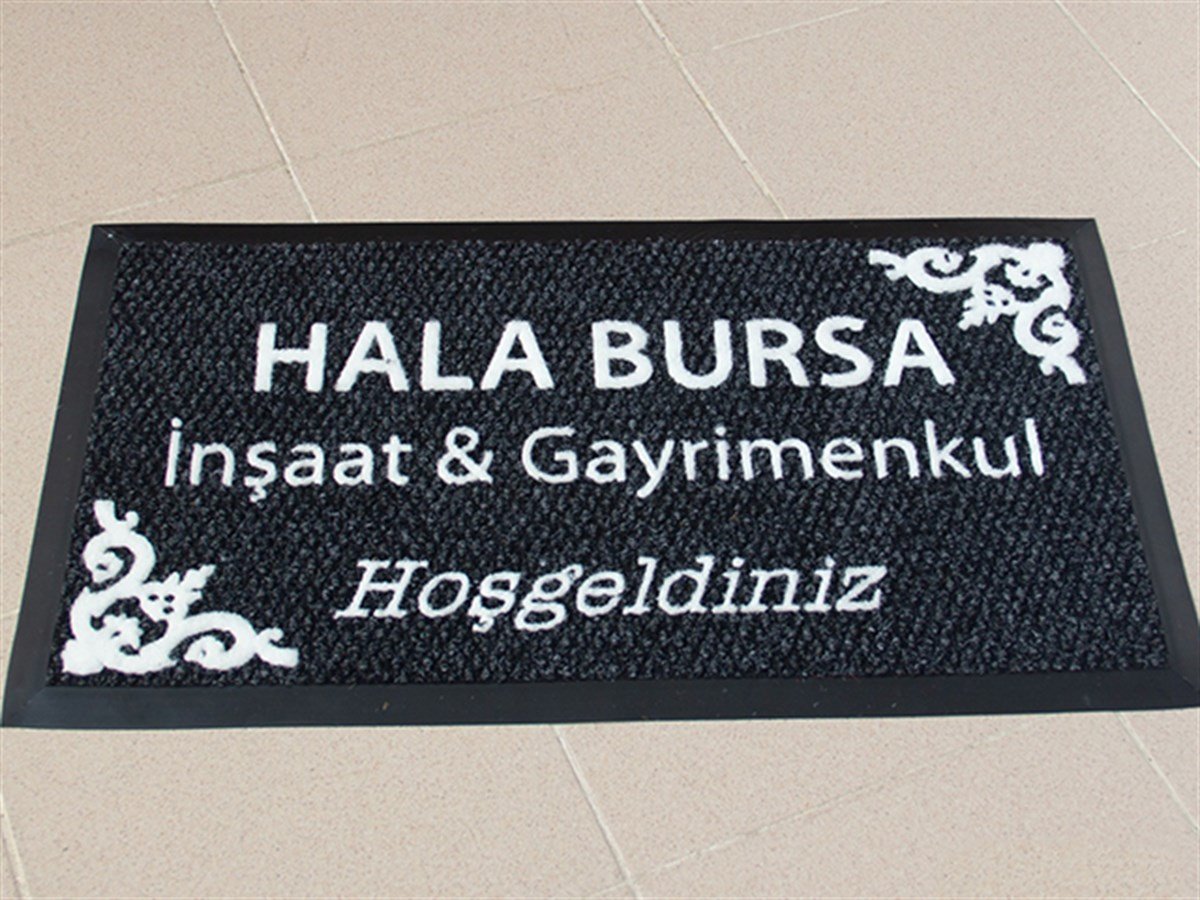 HALA BURSA
İnşaat & Gayrimenkul
Hoşgeldiniz